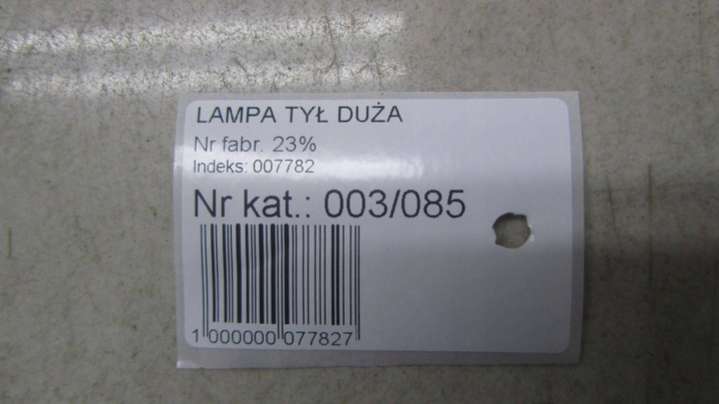 LAMPA TYŁ DUŻA
Nr fabr. 23%
Indeks: 007782
Nr kat.: 003/085
1 000000 077827